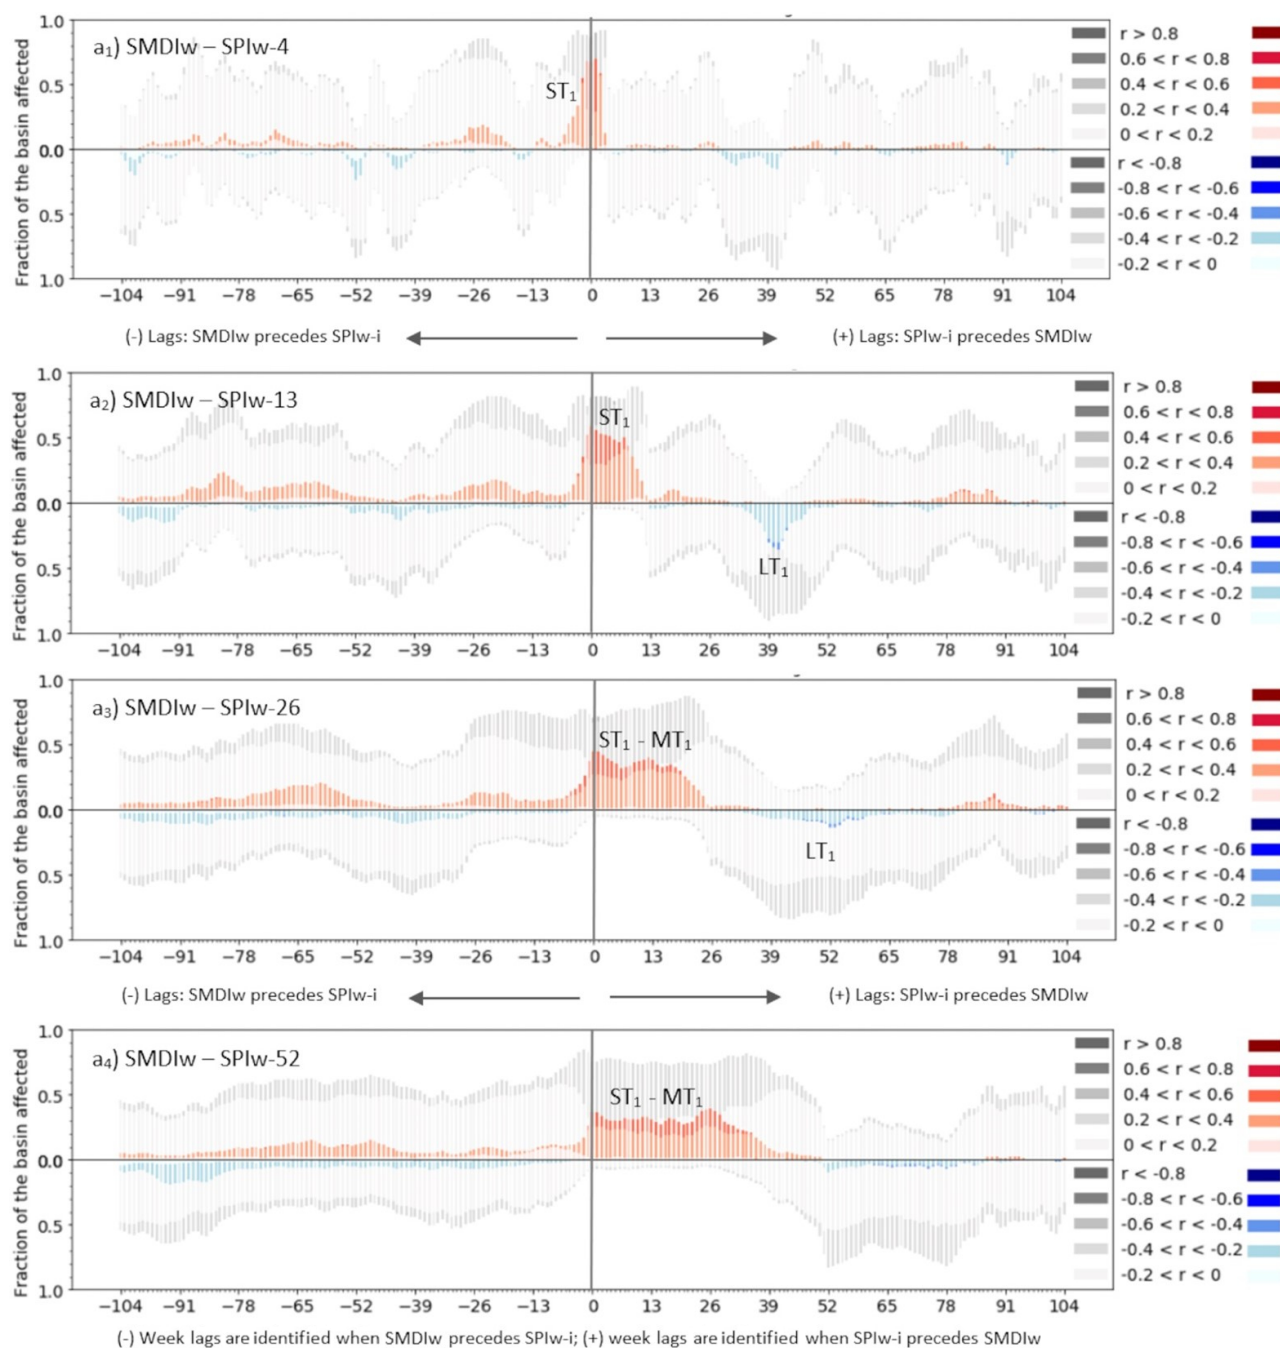 a1) SMDIw – SPIw-4
Fraction of the basin affected
1.0
0.5
0.0
0.5
1.0
ST1
r > 0.8
0.6 < r < 0.8
0.4 < r < 0.6
0.2 < r < 0.4
0 < r < 0.2
r < -0.8
-0.8 < r < -0.6
-0.6 < r < -0.4
-0.4 < r < -0.2
-0.2 < r < 0
−104 −91 −78 −65 −52 −39 −26 −13 0 13 26 39 52 65 78 91 104
(-) Lags: SMDIw precedes SPIw-i (+) Lags: SPIw-i precedes SMDIw
a2) SMDIw – SPIw-13
Fraction of the basin affected
1.0
0.5
0.0
0.5
1.0
ST1
LT1
r > 0.8
0.6 < r < 0.8
0.4 < r < 0.6
0.2 < r < 0.4
0 < r < 0.2
r < -0.8
-0.8 < r < -0.6
-0.6 < r < -0.4
-0.4 < r < -0.2
-0.2 < r < 0
−104 −91 −78 −65 −52 −39 −26 −13 0 13 26 39 52 65 78 91 104
a3) SMDIw – SPIw-26
Fraction of the basin affected
1.0
0.5
0.0
0.5
1.0
ST1 - MT1
LT1
r > 0.8
0.6 < r < 0.8
0.4 < r < 0.6
0.2 < r < 0.4
0 < r < 0.2
r < -0.8
-0.8 < r < -0.6
-0.6 < r < -0.4
-0.4 < r < -0.2
-0.2 < r < 0
−104 −91 −78 −65 −52 −39 −26 −13 0 13 26 39 52 65 78 91 104
(-) Lags: SMDIw precedes SPIw-i (+) Lags: SPIw-i precedes SMDIw
a4) SMDIw – SPIw-52
Fraction of the basin affected
1.0
0.5
0.0
0.5
1.0
ST1 - MT1
r > 0.8
0.6 < r < 0.8
0.4 < r < 0.6
0.2 < r < 0.4
0 < r < 0.2
r < -0.8
-0.8 < r < -0.6
-0.6 < r < -0.4
-0.4 < r < -0.2
-0.2 < r < 0
−104 −91 −78 −65 −52 −39 −26 −13 0 13 26 39 52 65 78 91 104
(-) Week lags are identified when SMDIw precedes SPIw-i; (+) week lags are identified when SPIw-i precedes SMDIw